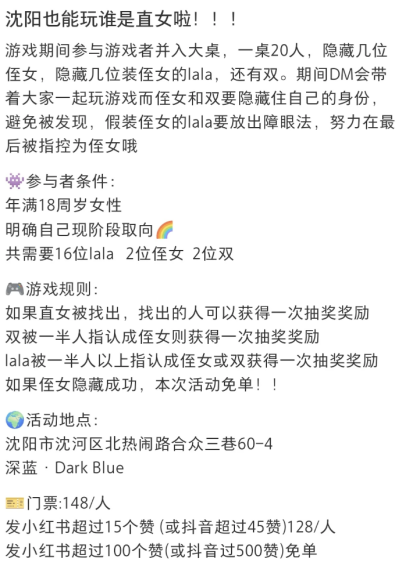 沈阳也能玩谁是直女啦！！！
游戏期间参与游戏者并入大桌，一桌20人，隐藏几位
侄女，隐藏几位装侄女的lala，还有双。期间DM会带
着大家一起玩游戏而侄女和双要隐藏住自己的身份，
避免被发现，假装侄女的lala要放出障眼法，努力在最
后被指控为侄女哦
👾参与者条件：
年满18周岁女性
明确自己现阶段取向🌈
共需要16位lala 2位侄女 2位双
🎮游戏规则：
如果直女被找出，找出的人可以获得一次抽奖奖励
双被一半人指认成侄女则获得一次抽奖奖励
lala被一半人以上指认成侄女或双获得一次抽奖奖励
如果侄女隐藏成功，本次活动免单！！
🌍活动地点：
沈阳市沈河区北热闹路合众三巷60-4
深蓝·Dark Blue
🎫门票:148/人
发小红书超过15个赞 (或抖音超过45赞)128/人
发小红书超过100个赞(或抖音过500赞)免单